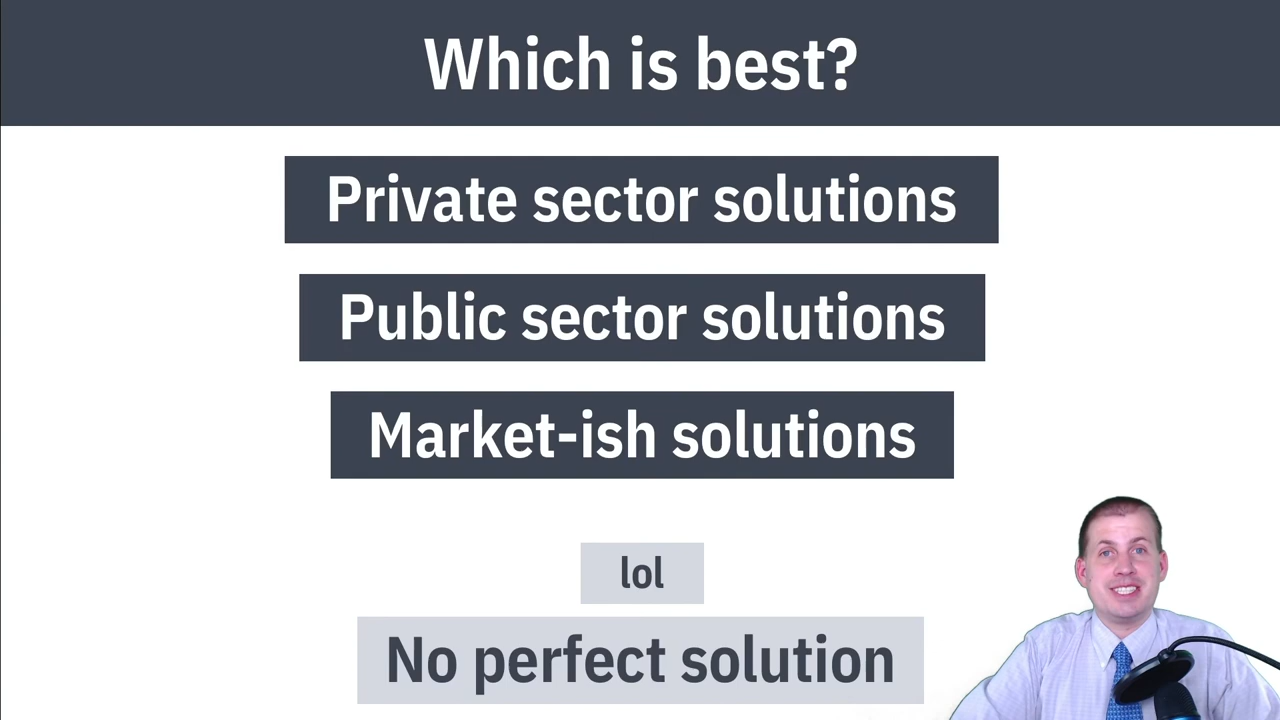 Which is best?
Private sector solutions
Public sector solutions
Market-ish solutions
lol
No perfect solution